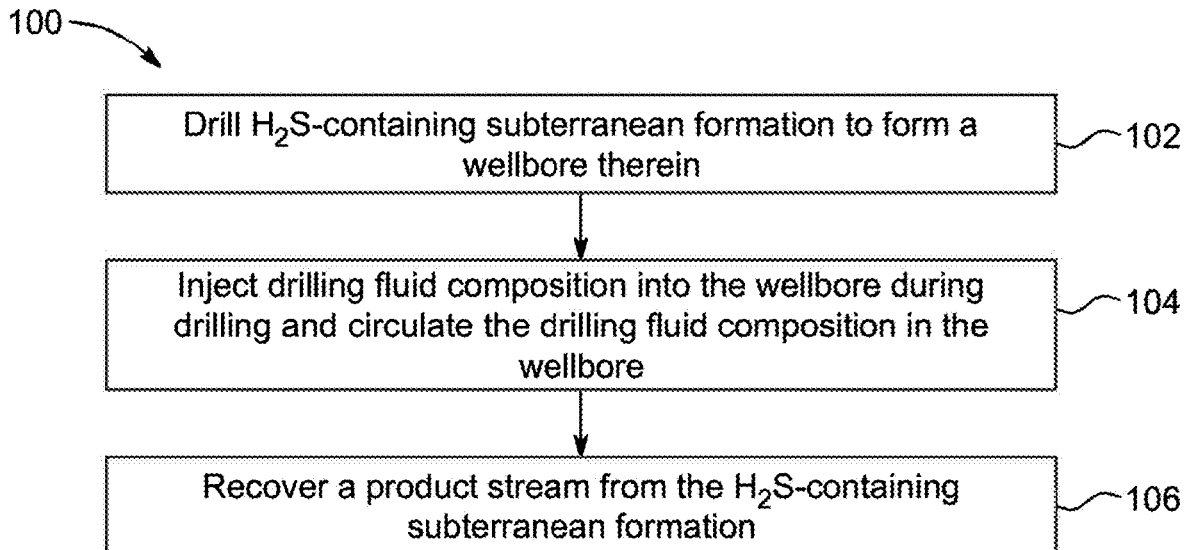 100
Drill H₂S-containing subterranean formation to form a
wellbore therein
102
Inject drilling fluid composition into the wellbore during
drilling and circulate the drilling fluid composition in the
wellbore
104
Recover a product stream from the H₂S-containing
subterranean formation
106